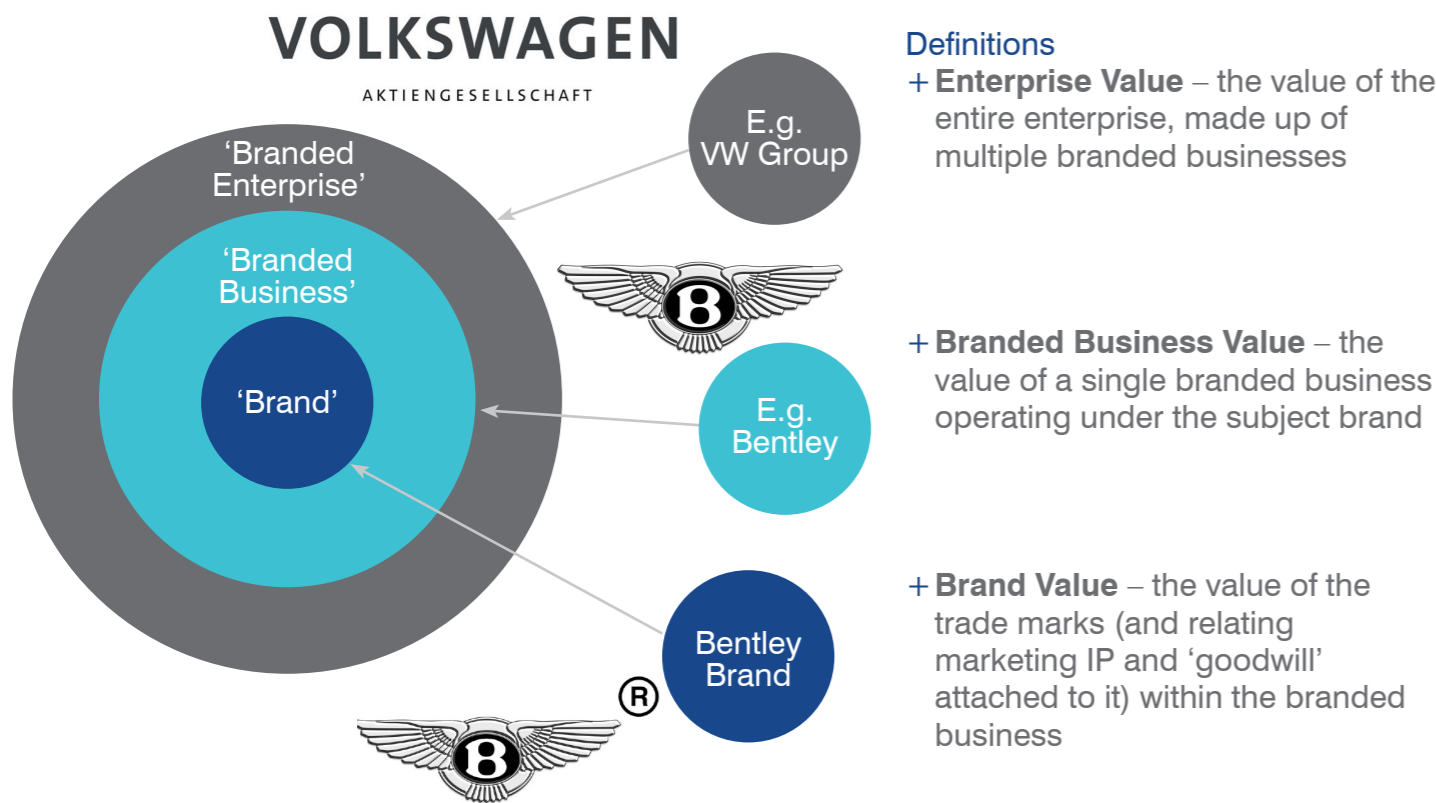 VOLKSWAGEN
AKTIENGESELLSCHAFT
‘Branded
Enterprise’
‘Branded
Business’
‘Brand’
E.g.
VW Group
B
E.g.
Bentley
Bentley
Brand
R
B
Definitions
+ Enterprise Value – the value of the
entire enterprise, made up of
multiple branded businesses
+ Branded Business Value – the
value of a single branded business
operating under the subject brand
+ Brand Value – the value of the
trade marks (and relating
marketing IP and ‘goodwill’
attached to it) within the branded
business